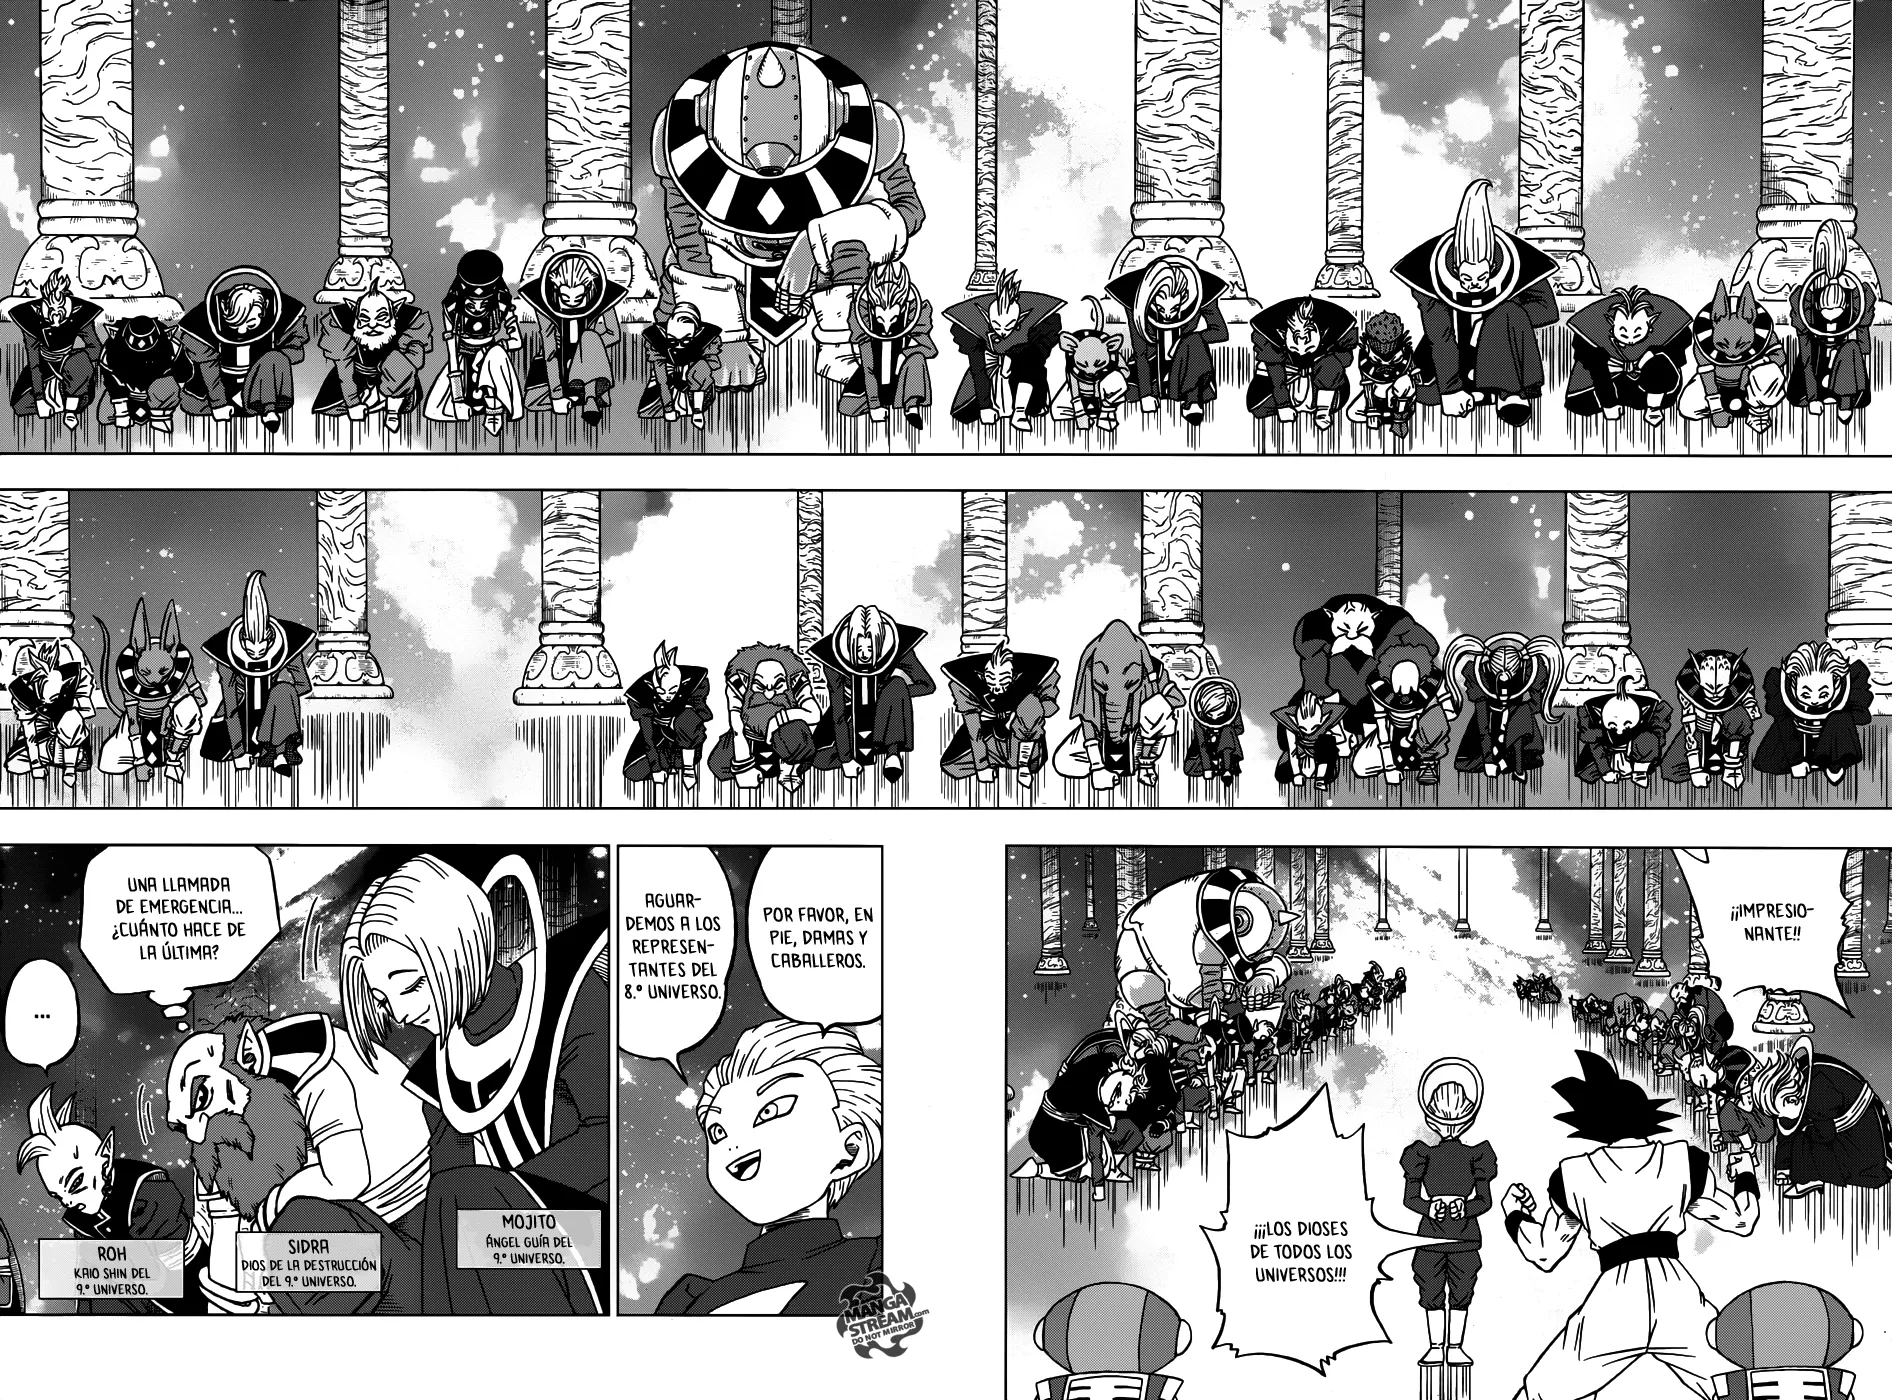 ¡¡IMPRESIO-
NANTE!!
¡¡¡LOS DIOSES
DE TODOS LOS
UNIVERSOS!!!
POR FAVOR, EN
PIE, DAMAS Y
CABALLEROS.
AGUAR-
DEMOS A LOS
REPRESEN-
TANTES DEL
8.º UNIVERSO.
UNA LLAMADA
DE EMERGENCIA...
¿CUÁNTO HACE DE
LA ÚLTIMA?
...
MOJITO
ÁNGEL GUÍA DEL
9.º UNIVERSO.
SIDRA
DIOS DE LA DESTRUCCIÓN
DEL 9.º UNIVERSO.
ROH
KAIO SHIN DEL
9.º UNIVERSO.
MANGA
STREAM.com
DO NOT MIRROR